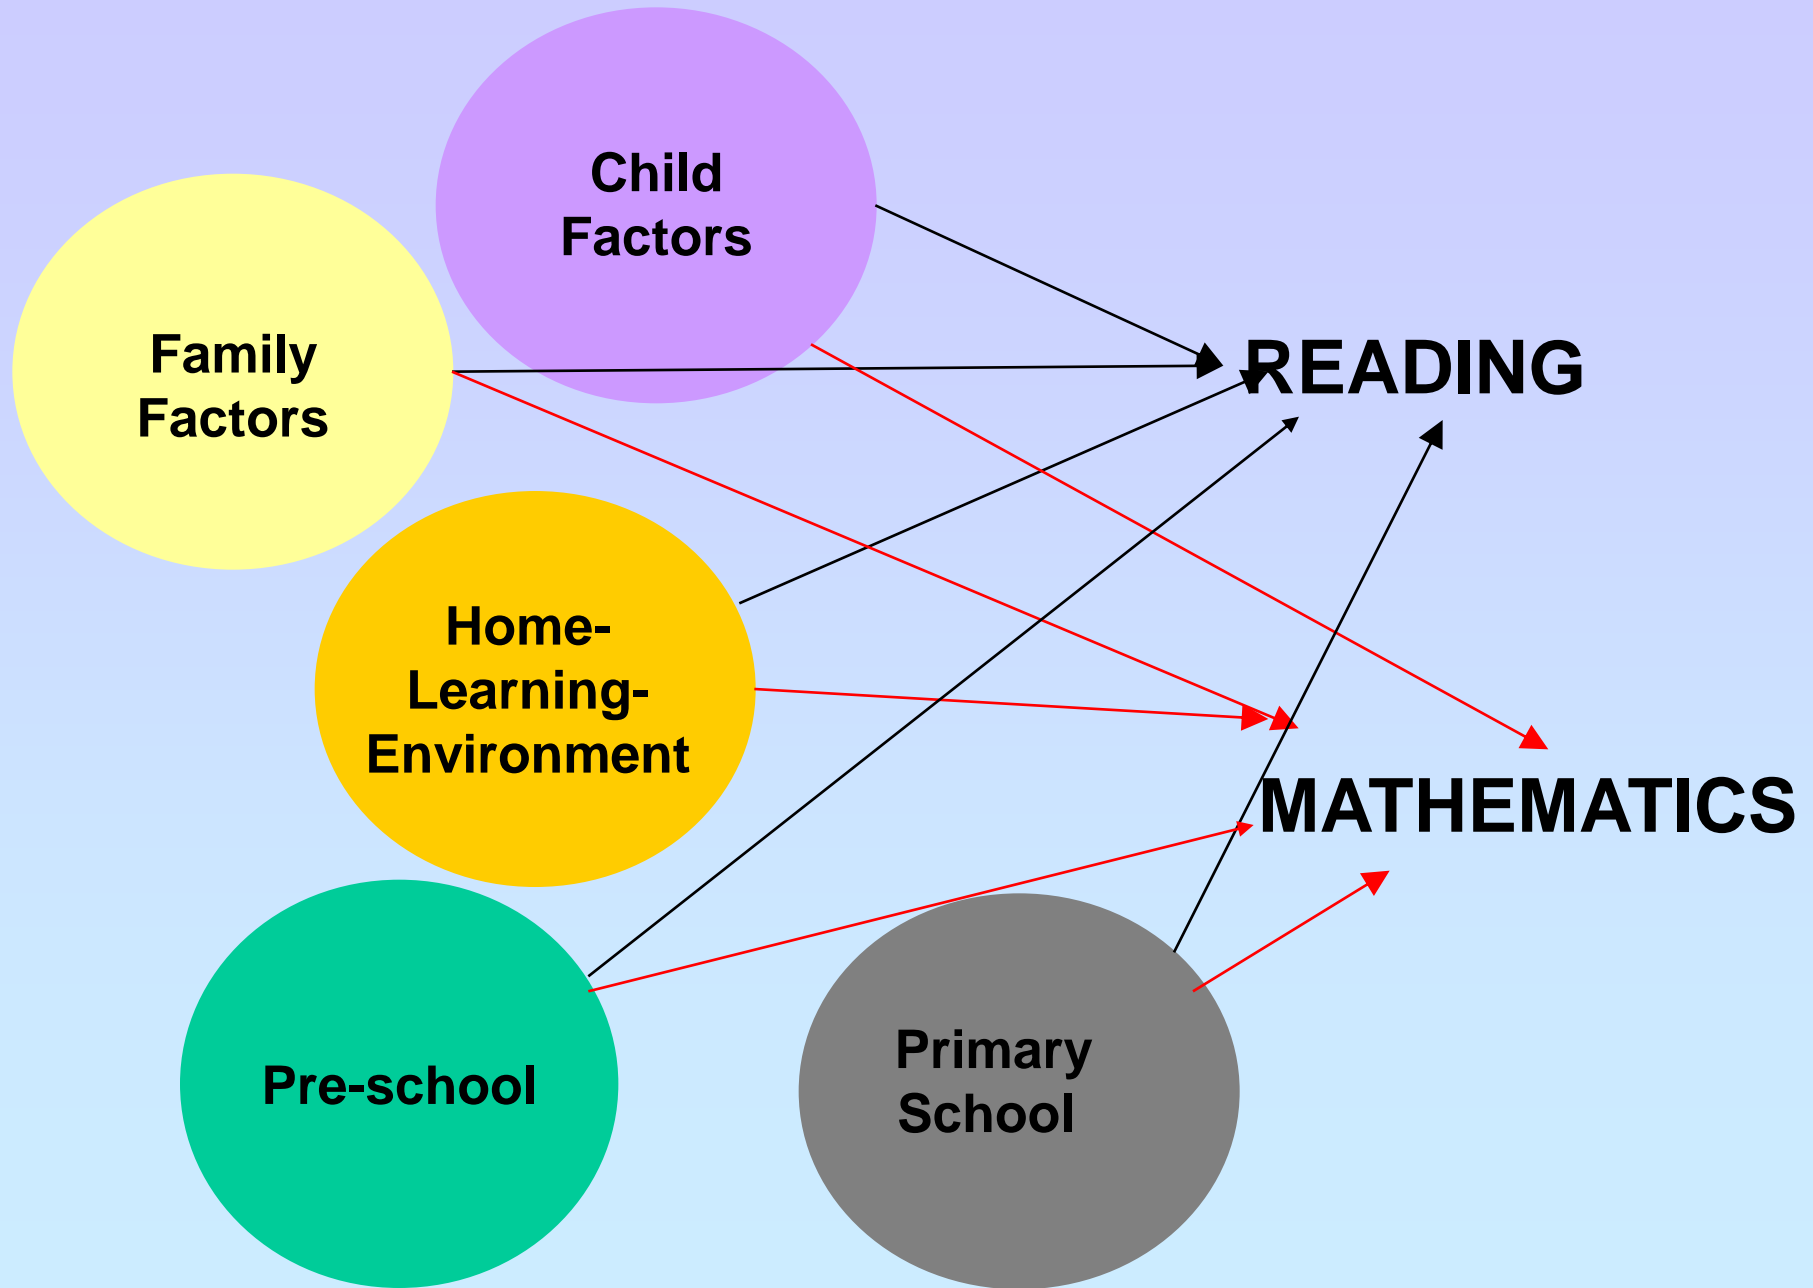 Child
Factors
Family
Factors
READING
Home-
Learning-
Environment
MATHEMATICS
Pre-school
Primary
School